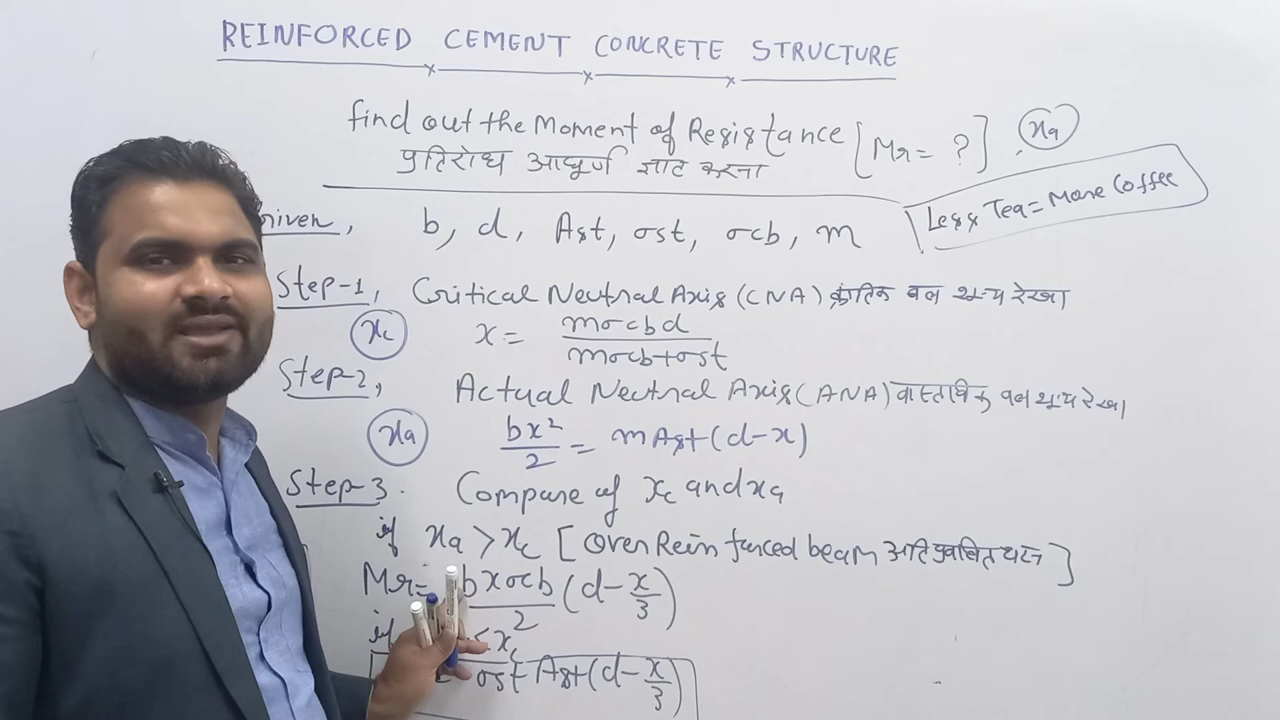 REINFORCED CEMENT CONCRETE STRUCTURE
find out the Moment of Resistance [Mr= ?] xa
प्रतिरोध आघूर्ण ज्ञाट करना
Less Tea = More Coffee
Given, b, d, Ast, σst, σcb, m
Step-1, Critical Neutral Axis (CNA) क्रांतिक बल शून्य रेखा
xc x = mσcbd / mσcb+σst
Step-2, Actual Neutral Axis (ANA) वास्तविक बल शून्य रेखा
xa bx²/2 = mAst(d-x)
Step-3. Compare of xc and xa
if xa > xc [Over Reinforced beam अति प्रबलित धरन]
Mr= bxσcb/2 (d-x/3)
if < xc
σst Ast(d-x/3)